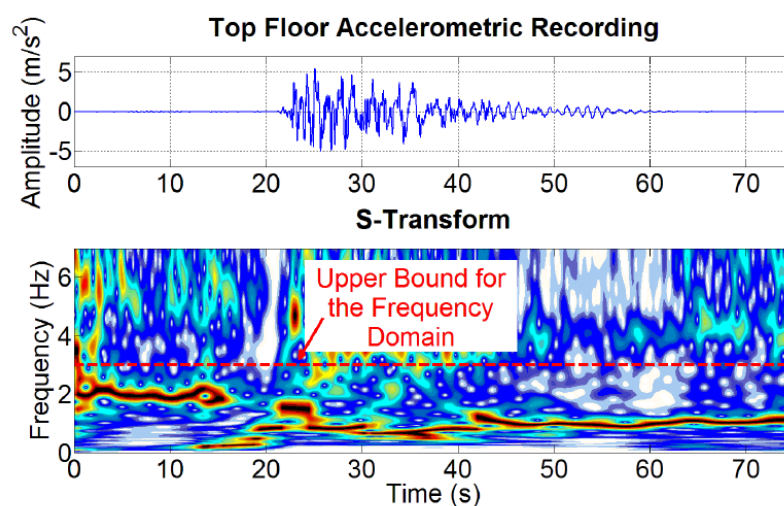 Top Floor Accelerometric Recording
Amplitude (m/s²)
5
0
-5
0 10 20 30 40 50 60 70
S-Transform
Frequency (Hz)
6
4
2
0
Upper Bound for
the Frequency
Domain
0 10 20 30 40 50 60 70
Time (s)